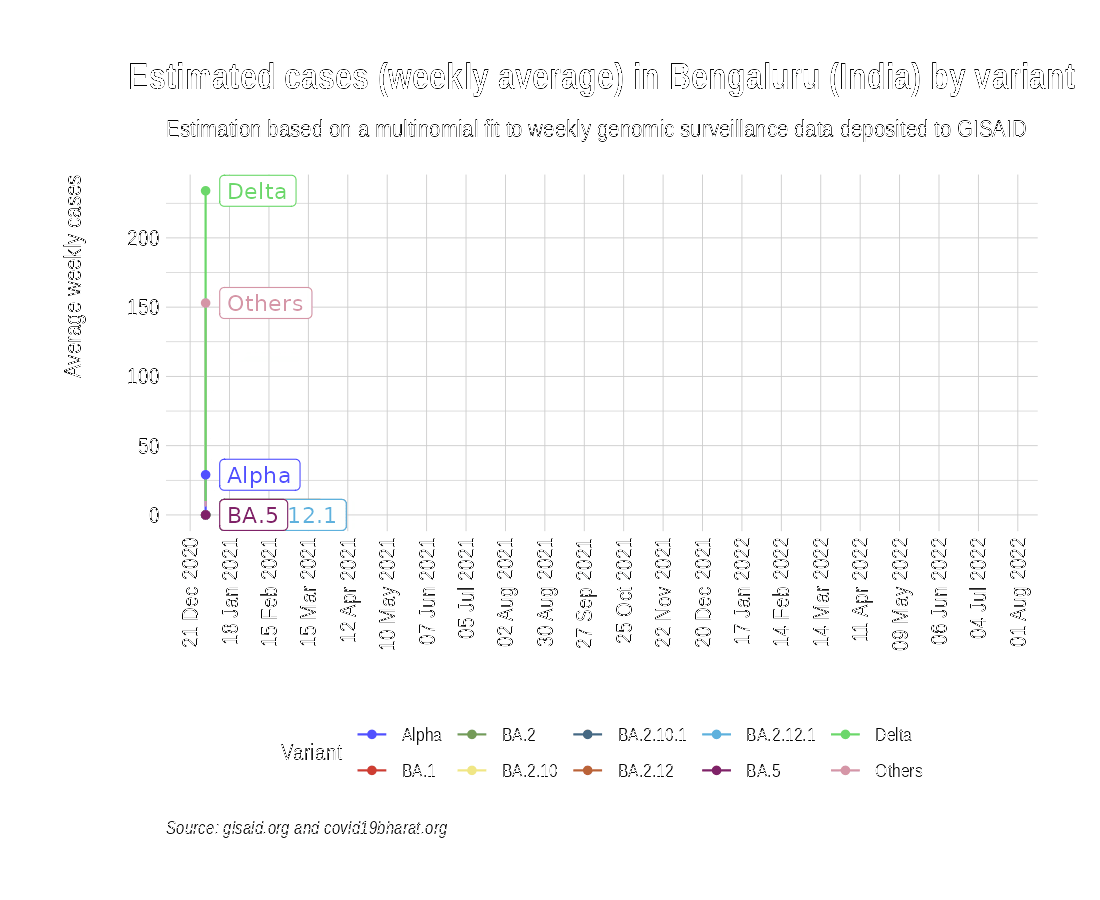 Estimated cases (weekly average) in Bengaluru (India) by variant
Estimation based on a multinomial fit to weekly genomic surveillance data deposited to GISAID
Average weekly cases
200
150
100
50
0
Delta
Others
Alpha
BA.5
12.1
21 Dec 2020
18 Jan 2021
15 Feb 2021
15 Mar 2021
12 Apr 2021
10 May 2021
07 Jun 2021
05 Jul 2021
02 Aug 2021
30 Aug 2021
27 Sep 2021
25 Oct 2021
22 Nov 2021
20 Dec 2021
17 Jan 2022
14 Feb 2022
14 Mar 2022
11 Apr 2022
09 May 2022
06 Jun 2022
04 Jul 2022
01 Aug 2022
Variant
Alpha BA.2 BA.2.10.1 BA.2.12.1 Delta
BA.1 BA.2.10 BA.2.12 BA.5 Others
Source: gisaid.org and covid19bharat.org